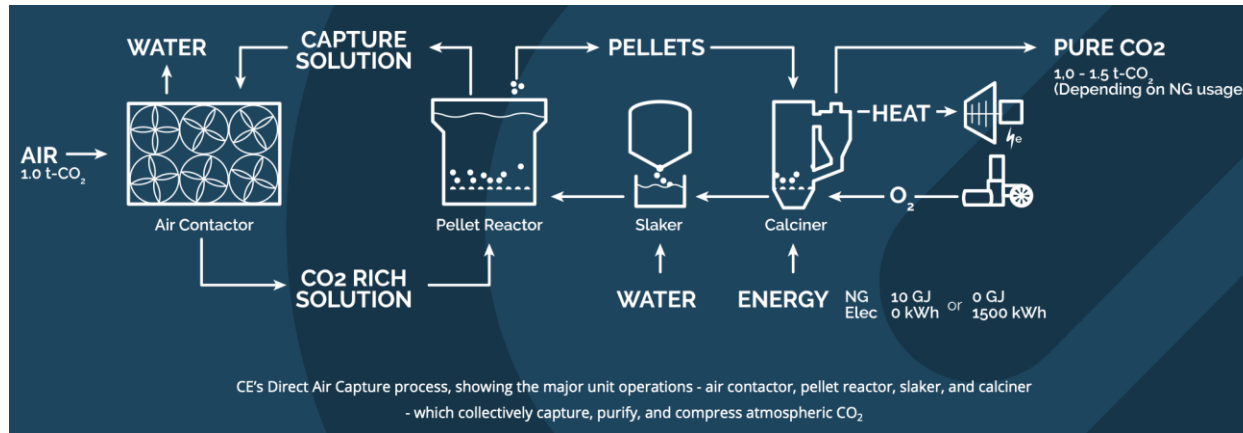 WATER
CAPTURE
SOLUTION
PELLETS
PURE CO2
1,0 - 1.5 t-CO₂
(Depending on NG usage
HEAT
e
AIR
1.0 t-CO₂
O₂
Air Contactor
Pellet Reactor
Slaker
Calciner
CO2 RICH
SOLUTION
WATER
ENERGY
NG 10 GJ or 0 GJ
Elec 0 kWh 1500 kWh
CE's Direct Air Capture process, showing the major unit operations - air contactor, pellet reactor, slaker, and calciner
- which collectively capture, purify, and compress atmospheric CO₂